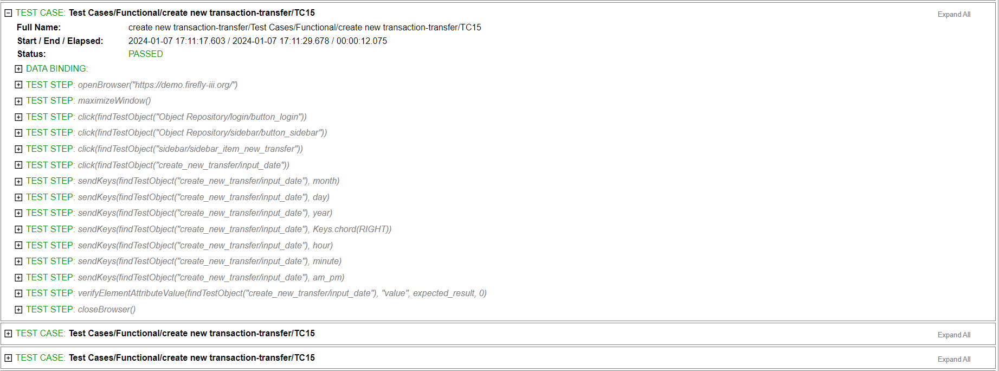 TEST CASE: Test Cases/Functional/create new transaction-transfer/TC15 Expand All
Full Name: create new transaction-transfer/Test Cases/Functional/create new transaction-transfer/TC15
Start / End / Elapsed: 2024-01-07 17:11:17.603 / 2024-01-07 17:11:29.678 / 00:00:12.075
Status: PASSED
DATA BINDING:
TEST STEP: openBrowser("https://demo.firefly-iii.org/")
TEST STEP: maximizeWindow()
TEST STEP: click(findTestObject("Object Repository/login/button_login"))
TEST STEP: click(findTestObject("Object Repository/sidebar/button_sidebar"))
TEST STEP: click(findTestObject("sidebar/sidebar_item_new_transfer"))
TEST STEP: click(findTestObject("create_new_transfer/input_date"))
TEST STEP: sendKeys(findTestObject("create_new_transfer/input_date"), month)
TEST STEP: sendKeys(findTestObject("create_new_transfer/input_date"), day)
TEST STEP: sendKeys(findTestObject("create_new_transfer/input_date"), year)
TEST STEP: sendKeys(findTestObject("create_new_transfer/input_date"), Keys.chord(RIGHT))
TEST STEP: sendKeys(findTestObject("create_new_transfer/input_date"), hour)
TEST STEP: sendKeys(findTestObject("create_new_transfer/input_date"), minute)
TEST STEP: sendKeys(findTestObject("create_new_transfer/input_date"), am_pm)
TEST STEP: verifyElementAttributeValue(findTestObject("create_new_transfer/input_date"), "value", expected_result, 0)
TEST STEP: closeBrowser()
TEST CASE: Test Cases/Functional/create new transaction-transfer/TC15 Expand All
TEST CASE: Test Cases/Functional/create new transaction-transfer/TC15 Expand All